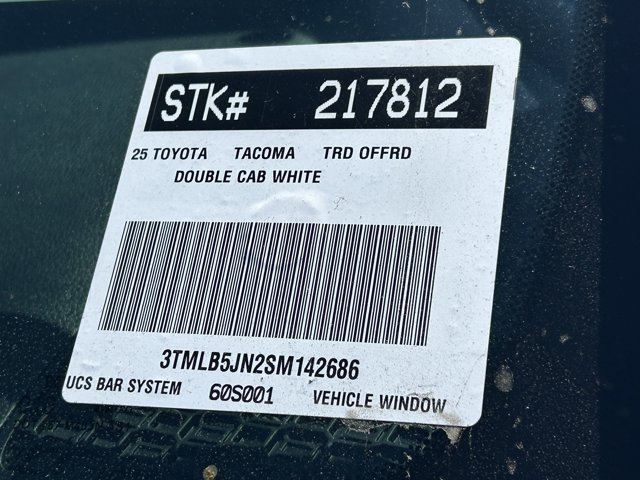 STK# 217812
25 TOYOTA TACOMA TRD OFFRD
DOUBLE CAB WHITE
3TMLB5JN2SM142686
UCS BAR SYSTEM 60S001 VEHICLE WINDOW